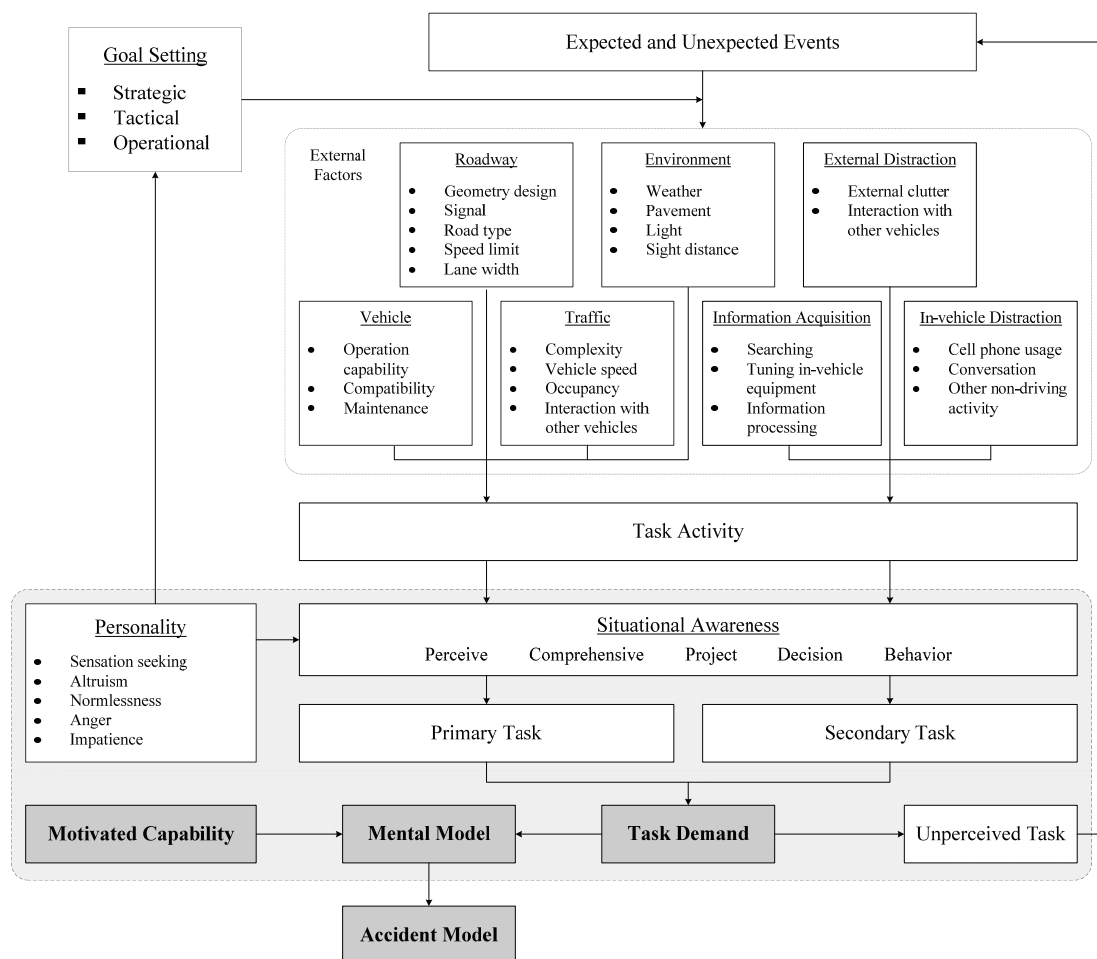 Goal Setting
Strategic
Tactical
Operational
Expected and Unexpected Events
External
Factors
Roadway
Geometry design
Signal
Road type
Speed limit
Lane width
Environment
Weather
Pavement
Light
Sight distance
External Distraction
External clutter
Interaction with
other vehicles
Vehicle
Operation
capability
Compatibility
Maintenance
Traffic
Complexity
Vehicle speed
Occupancy
Interaction with
other vehicles
Information Acquisition
Searching
Tuning in-vehicle
equipment
Information
processing
In-vehicle Distraction
Cell phone usage
Conversation
Other non-driving
activity
Task Activity
Personality
Sensation seeking
Altruism
Normlessness
Anger
Impatience
Situational Awareness
Perceive Comprehensive Project Decision Behavior
Primary Task
Secondary Task
Motivated Capability
Mental Model
Task Demand
Unperceived Task
Accident Model